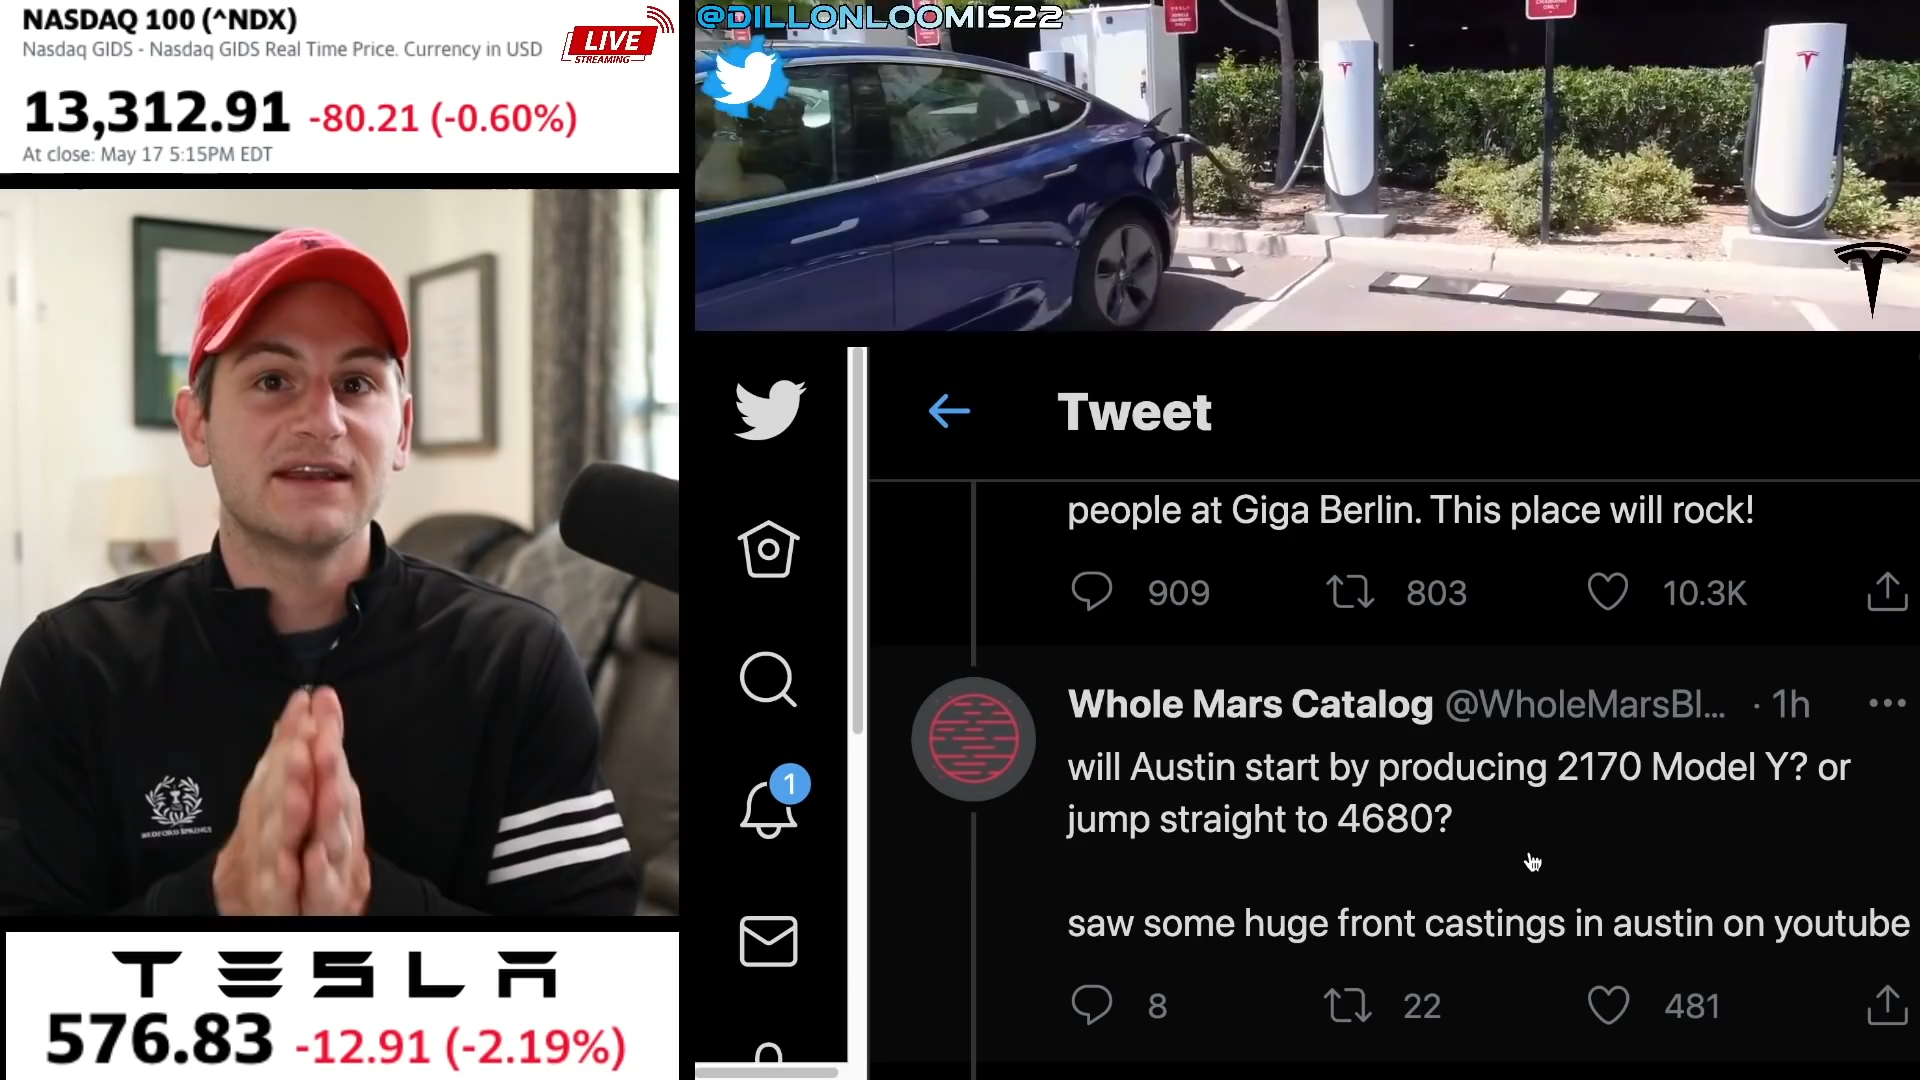 NASDAQ 100 (^NDX)
Nasdaq GIDS - Nasdaq GIDS Real Time Price. Currency in USD
LIVE
STREAMING
13,312.91 -80.21 (-0.60%)
At close: May 17 5:15PM EDT
@DILLONLOOMIS22
TESLA
576.83 -12.91 (-2.19%)
Tweet
people at Giga Berlin. This place will rock!
909 803 10.3K
Whole Mars Catalog @WholeMarsBl... · 1h
will Austin start by producing 2170 Model Y? or
jump straight to 4680?
saw some huge front castings in austin on youtube
8 22 481
1